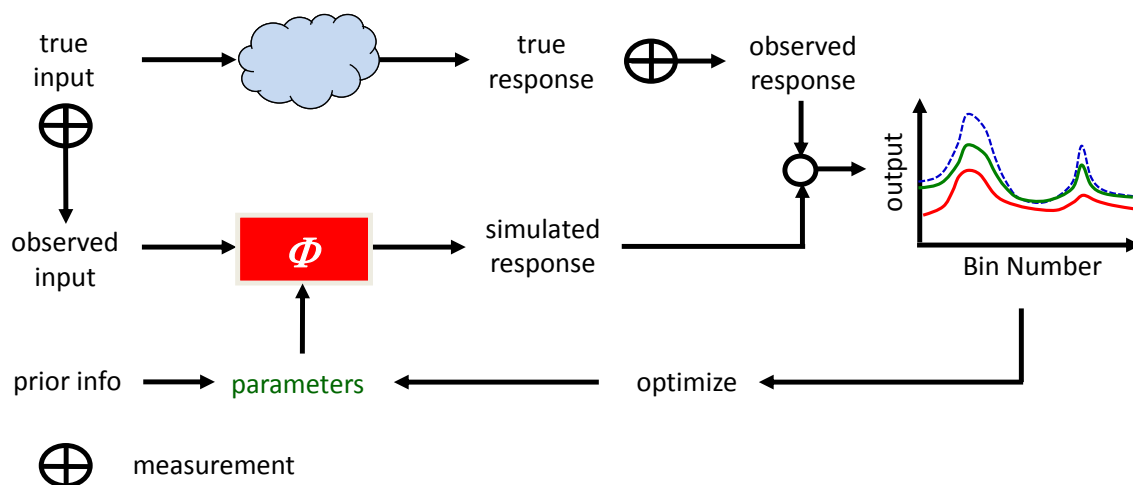 true
input
true
response
observed
response
output
Bin Number
observed
input
Φ
simulated
response
prior info
parameters
optimize
measurement